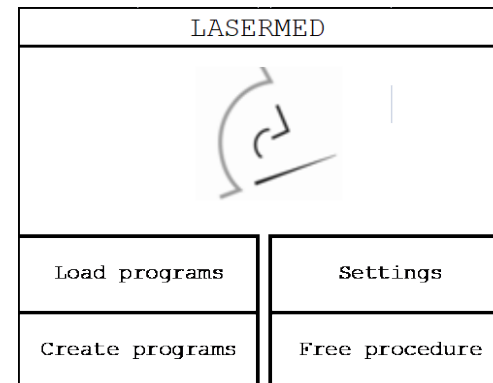 LASERMED
Load programs
Settings
Create programs
Free procedure